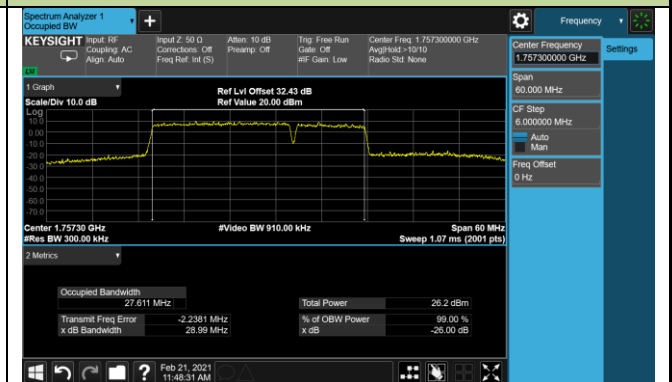 Spectrum Analyzer 1
Occupied BW
+
Frequency
KEYSIGHT Input: RF
Coupling: AC
Align: Auto
Input Z: 50 Ω
Corrections: Off
Freq Ref: Int (S)
Atten: 10 dB
Preamp: Off
Trig: Free Run
Gate: Off
#IF Gain: Low
Center Freq: 1.757300000 GHz
Avg|Hold:>10/10
Radio Std: None
Center Frequency
1.757300000 GHz
Settings
Span
60.000 MHz
CF Step
6.000000 MHz
Auto
Man
Freq Offset
0 Hz
1 Graph
Ref Lvl Offset 32.43 dB
Scale/Div 10.0 dB
Ref Value 20.00 dBm
Log
10.0
0.00
-10.0
-20.0
-30.0
-40.0
-50.0
-60.0
-70.0
Center 1.75730 GHz
#Video BW 910.00 kHz
Span 60 MHz
#Res BW 300.00 kHz
Sweep 1.07 ms (2001 pts)
2 Metrics
Occupied Bandwidth
27.611 MHz
Total Power
26.2 dBm
Transmit Freq Error
-2.2381 MHz
% of OBW Power
99.00 %
x dB Bandwidth
28.99 MHz
x dB
-26.00 dB
?
Feb 21, 2021
11:48:31 AM